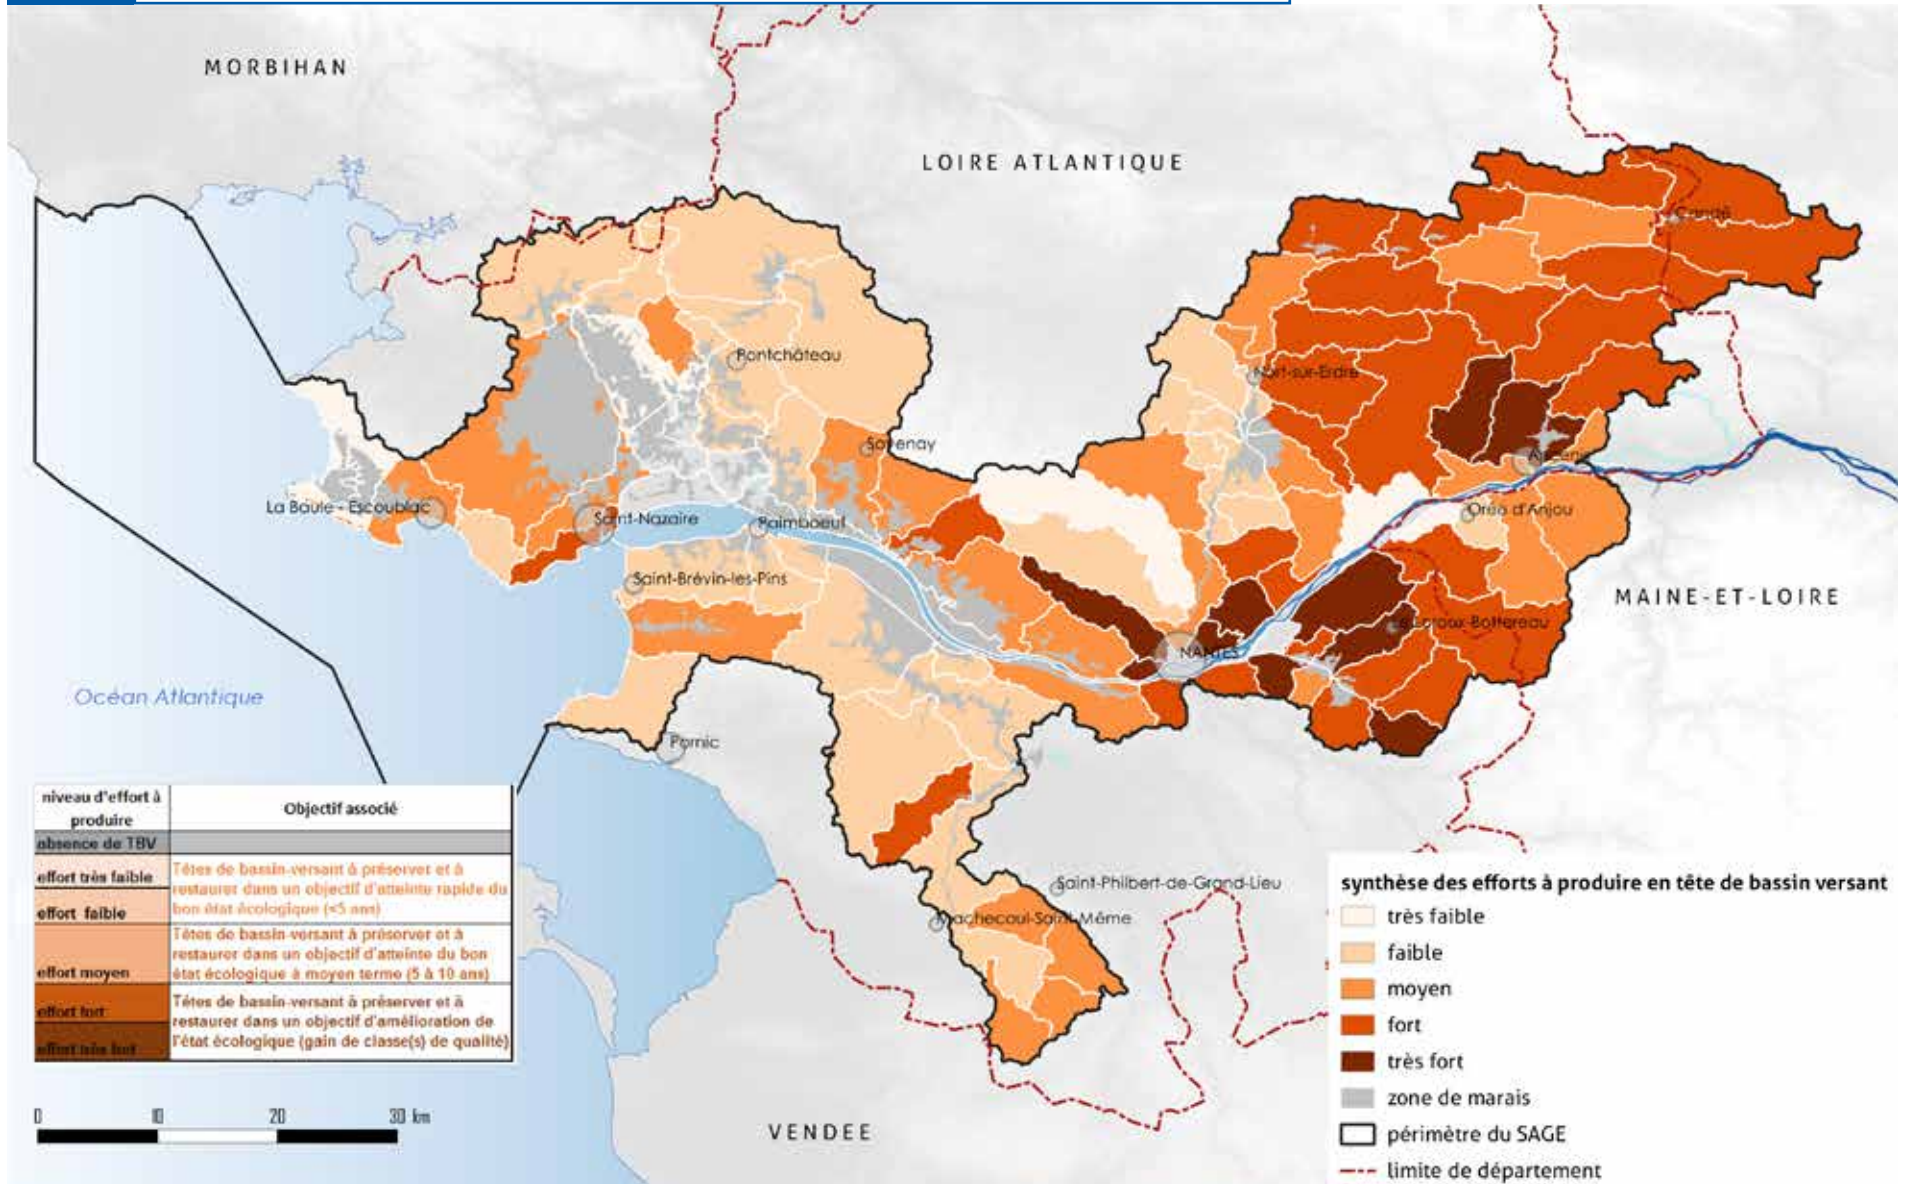 MORBIHAN
LOIRE ATLANTIQUE
Candé
Pontchâteau
Nort-sur-Erdre
Savenay
Ancenis
La Baule - Escoublac
Saint-Nazaire
Paimboeuf
Orée d'Anjou
Saint-Brévin-les-Pins
MAINE-ET-LOIRE
Le Loroux-Bottereau
NANTES
Océan Atlantique
Pornic
Saint-Philbert-de-Grand-Lieu
Machecoul-Saint-Même
VENDEE
niveau d'effort à
produire
Objectif associé
absence de TBV
effort très faible
effort faible
Têtes de bassin-versant à préserver et à
restaurer dans un objectif d'atteinte rapide du
bon état écologique (<5 ans)
effort moyen
Têtes de bassin-versant à préserver et à
restaurer dans un objectif d'atteinte du bon
état écologique à moyen terme (5 à 10 ans)
effort fort
effort très fort
Têtes de bassin-versant à préserver et à
restaurer dans un objectif d'amélioration de
l'état écologique (gain de classe(s) de qualité)
0 10 20 30 km
synthèse des efforts à produire en tête de bassin versant
très faible
faible
moyen
fort
très fort
zone de marais
périmètre du SAGE
limite de département